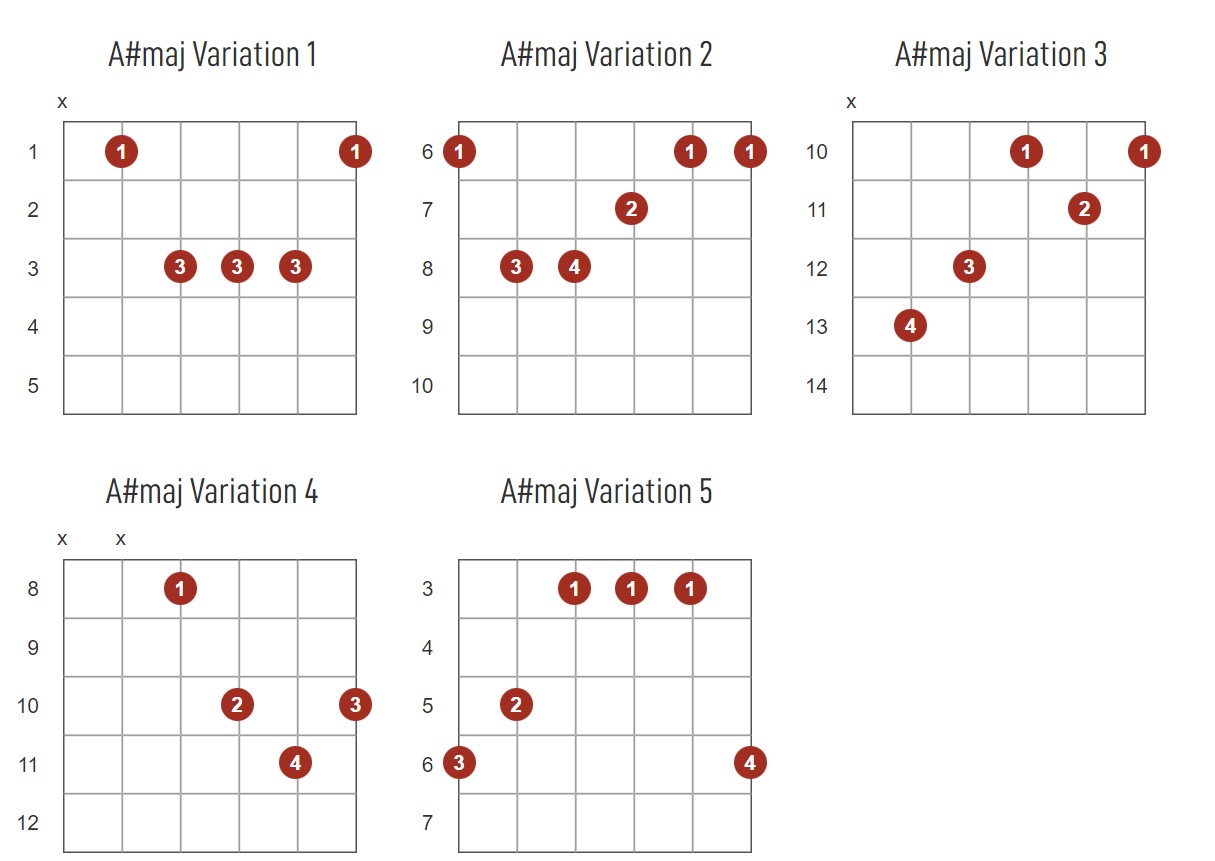 A#maj Variation 1
x
1 1 1
2
3 3 3 3
4
5
A#maj Variation 2
6 1 1 1
7 2
8 3 4
9
10
A#maj Variation 3
x
10 1 1
11 2
12 3
13 4
14
A#maj Variation 4
x x
8 1
9
10 2 3
11 4
12
A#maj Variation 5
3 1 1 1
4
5 2
6 3 4
7